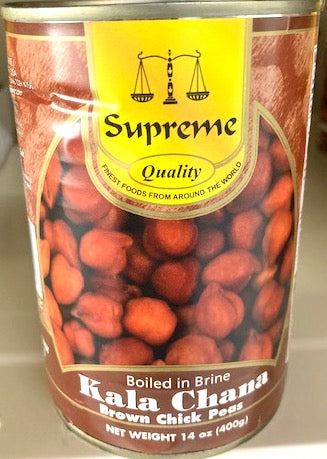 Supreme
Quality
FINEST FOODS FROM AROUND THE WORLD
Boiled in Brine
Kala Chana
Brown Chick Peas
NET WEIGHT 14 oz (400g)